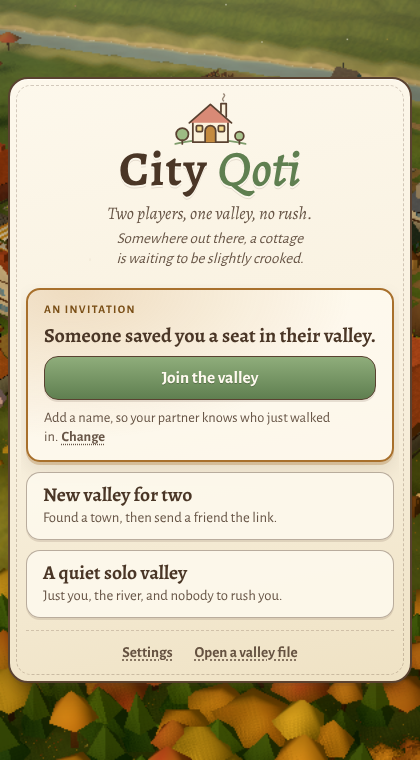 City Qoti
Two players, one valley, no rush.
Somewhere out there, a cottage
is waiting to be slightly crooked.
AN INVITATION
Someone saved you a seat in their valley.
Join the valley
Add a name, so your partner knows who just walked
in. Change
New valley for two
Found a town, then send a friend the link.
A quiet solo valley
Just you, the river, and nobody to rush you.
Settings Open a valley file